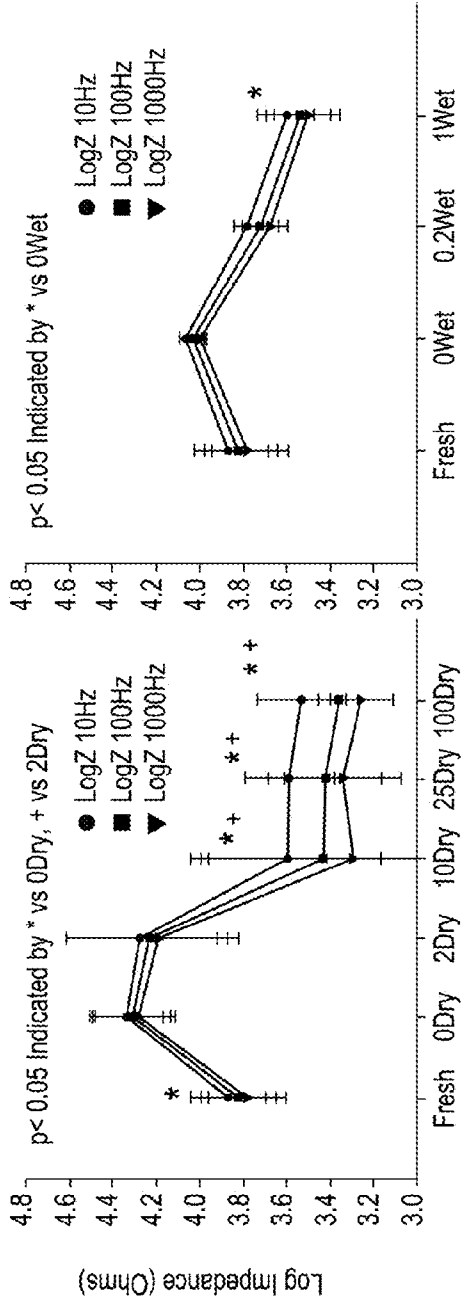 Log Impedance (Ohms)
4.8
4.6
4.4
4.2
4.0
3.8
3.6
3.4
3.2
3.0
p< 0.05 Indicated by * vs 0Dry, + vs 2Dry
LogZ 10Hz
LogZ 100Hz
LogZ 1000Hz
*
*+
*+
*+
Fresh 0Dry 2Dry 10Dry 25Dry 100Dry
4.8
4.6
4.4
4.2
4.0
3.8
3.6
3.4
3.2
3.0
p< 0.05 Indicated by * vs 0Wet
LogZ 10Hz
LogZ 100Hz
LogZ 1000Hz
*
Fresh 0Wet 0.2Wet 1Wet